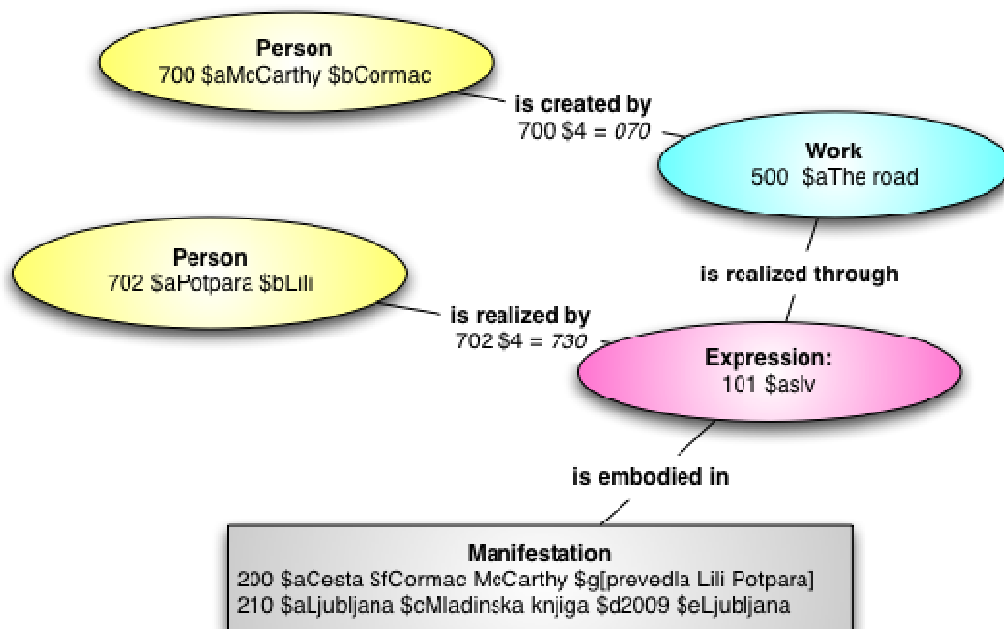 Person
700 $aMcCarthy $bCormac
is created by
700 $4 = 070
Work
500 $aThe road
Person
702 $aPotpara $bLili
is realized through
is realized by
702 $4 = 730
Expression:
101 $aslv
is embodied in
Manifestation
200 $aCesta $fCormac McCarthy $g[prevedla Lili Potpara]
210 $aLjubljana $cMladinska knjiga $d2009 $eLjubljana